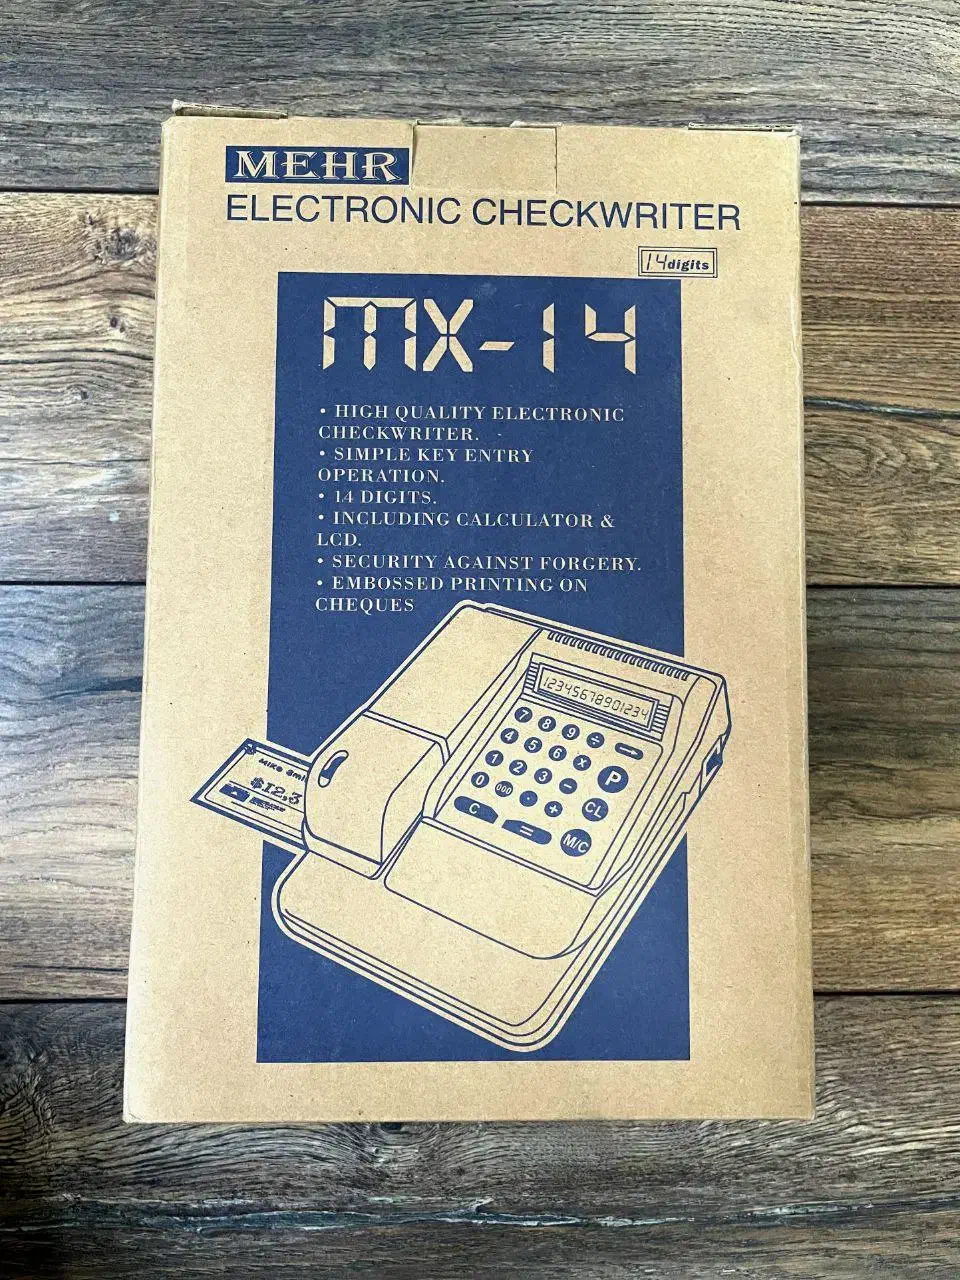 MEHR
ELECTRONIC CHECKWRITER
14digits
MX-14
• HIGH QUALITY ELECTRONIC
CHECKWRITER.
• SIMPLE KEY ENTRY
OPERATION.
• 14 DIGITS.
• INCLUDING CALCULATOR &
LCD.
• SECURITY AGAINST FORGERY.
• EMBOSSED PRINTING ON
CHEQUES
12345678901234
7 8 9 ÷ →
4 5 6 x P
1 2 3 − CL
0 000 · +
C = M/C
MIKE Smi
$12,3